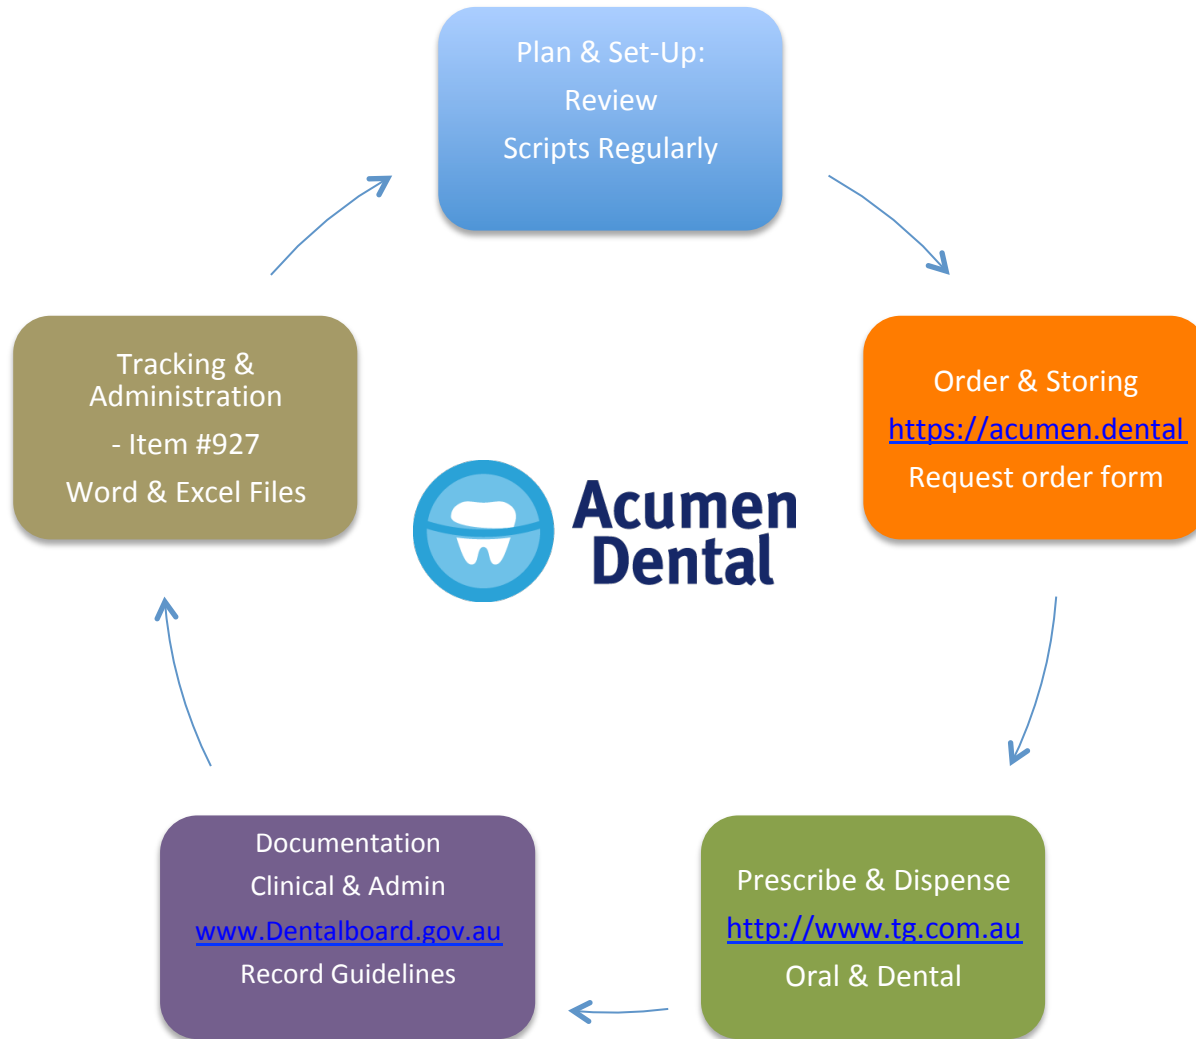 Plan & Set-Up:
Review
Scripts Regularly
Order & Storing
https://acumen.dental
Request order form
Prescribe & Dispense
http://www.tg.com.au
Oral & Dental
Documentation
Clinical & Admin
www.Dentalboard.gov.au
Record Guidelines
Tracking &
Administration
- Item #927
Word & Excel Files
Acumen
Dental